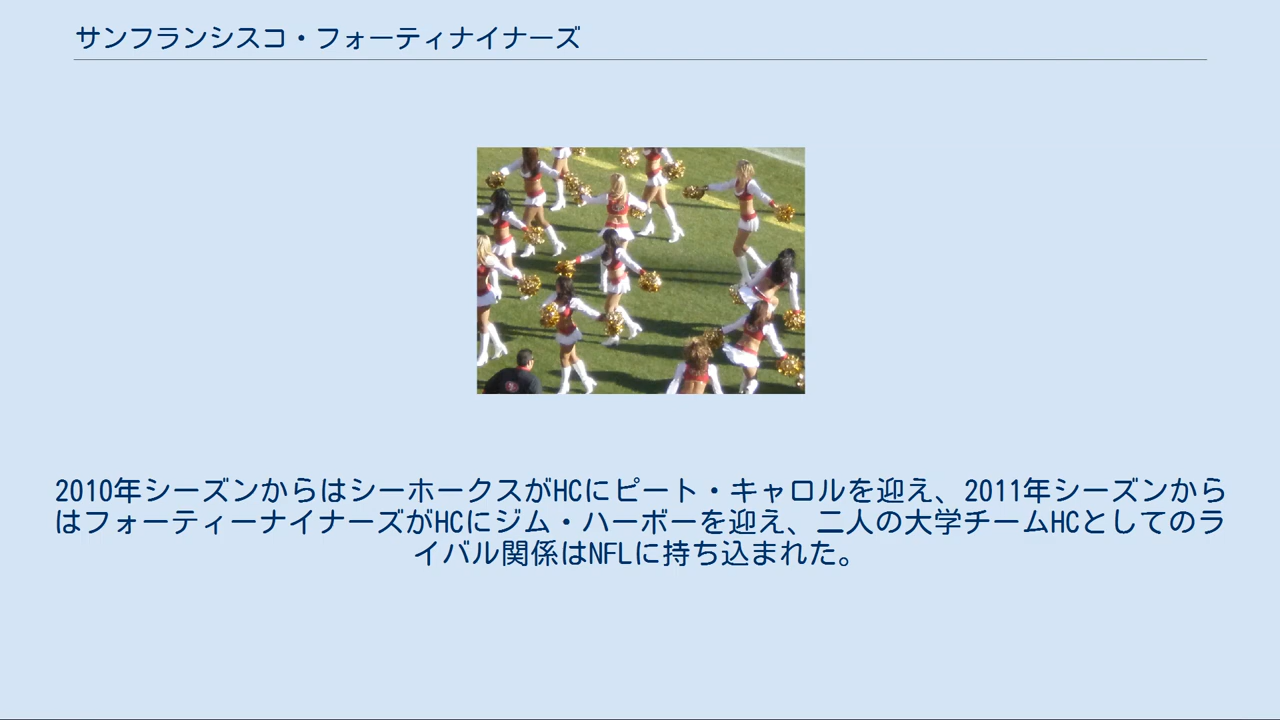 サンフランシスコ・フォーティナイナーズ
2010年シーズンからはシーホークスがHCにピート・キャロルを迎え、2011年シーズンから
はフォーティーナイナーズがHCにジム・ハーボーを迎え、二人の大学チームHCとしてのラ
イバル関係はNFLに持ち込まれた。